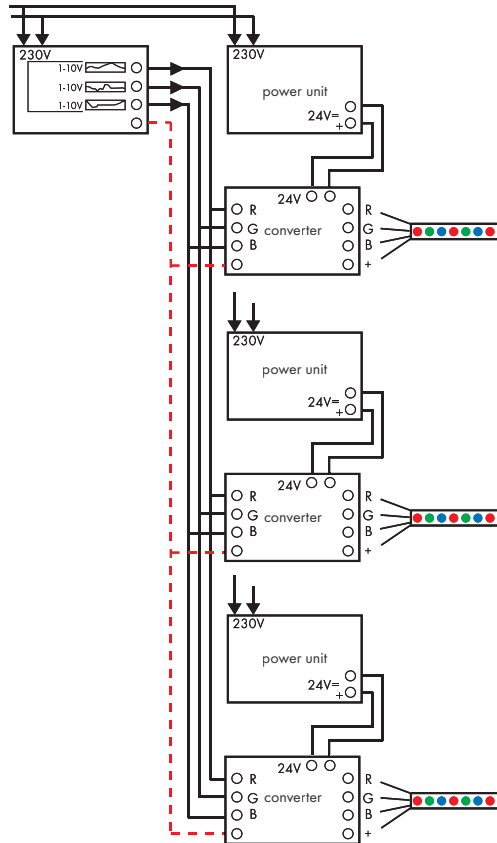 230V
1-10V
1-10V
1-10V
230V
power unit
24V=
+
24V
R R
G converter G
B B
+
230V
power unit
24V=
+
24V
R R
G converter G
B B
+
230V
power unit
24V=
+
24V
R R
G converter G
B B
+